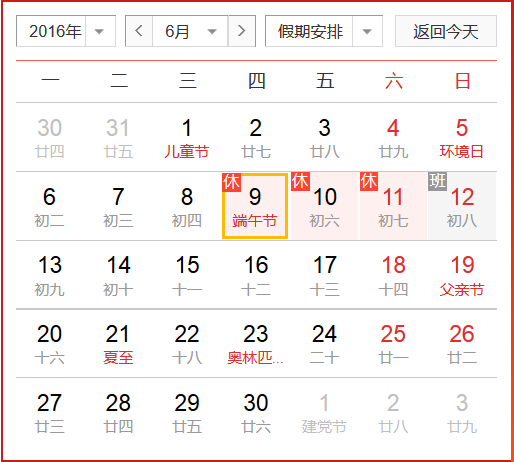 2016年 6月 假期安排 返回今天
一 二 三 四 五 六 日
30 31 1 2 3 4 5
廿四 廿五 儿童节 廿七 廿八 廿九 环境日
休 休 休 班
6 7 8 9 10 11 12
初二 初三 初四 端午节 初六 初七 初八
13 14 15 16 17 18 19
初九 初十 十一 十二 十三 十四 父亲节
20 21 22 23 24 25 26
十六 夏至 十八 奥林匹... 二十 廿一 廿二
27 28 29 30 1 2 3
廿三 廿四 廿五 廿六 建党节 廿八 廿九